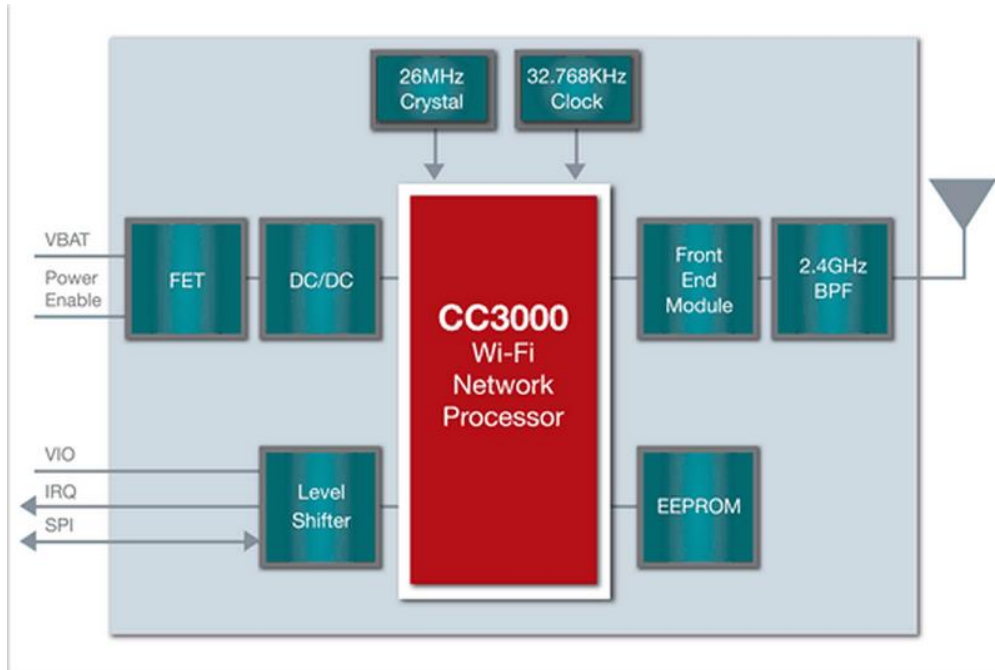 26MHz
Crystal
32.768KHz
Clock
VBAT
Power
Enable
FET
DC/DC
CC3000
Wi-Fi
Network
Processor
Front
End
Module
2.4GHz
BPF
VIO
IRQ
SPI
Level
Shifter
EEPROM